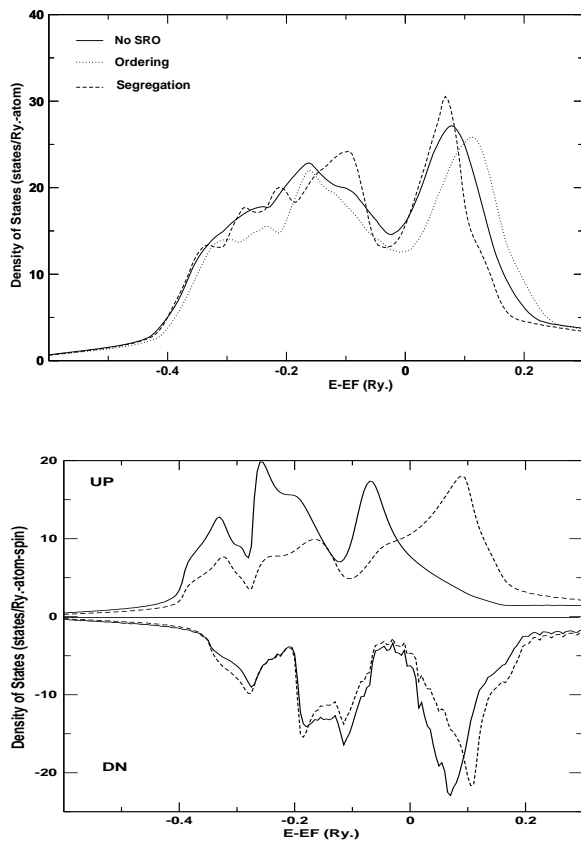 40
No SRO
Ordering
Segregation
30
20
10
0
Density of States (states/Ry.-atom)
-0.4
-0.2
0
0.2
E-EF (Ry.)
20
UP
10
0
-10
-20
DN
Density of States (states/Ry.-atom-spin)
-0.4
-0.2
0
0.2
E-EF (Ry.)